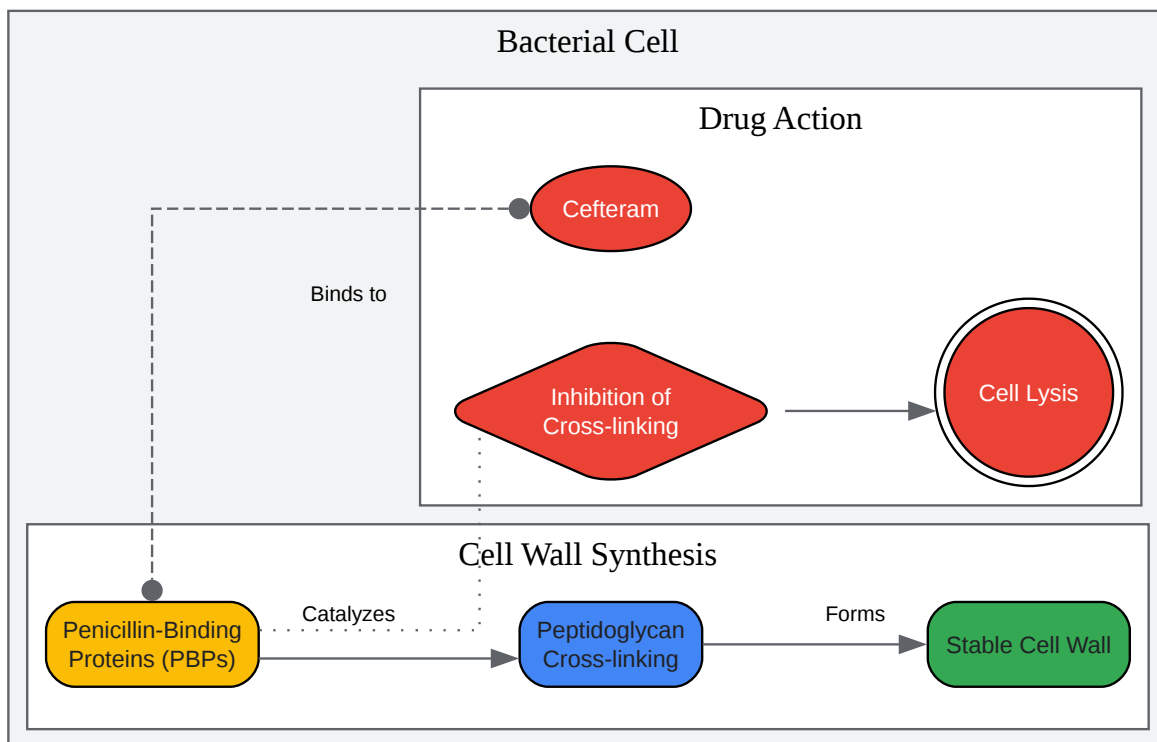 Bacterial Cell
Drug Action
Cefteram
Binds to
Inhibition of
Cross-linking
Cell Lysis
Cell Wall Synthesis
Penicillin-Binding
Proteins (PBPs)
Catalyzes
Peptidoglycan
Cross-linking
Forms
Stable Cell Wall